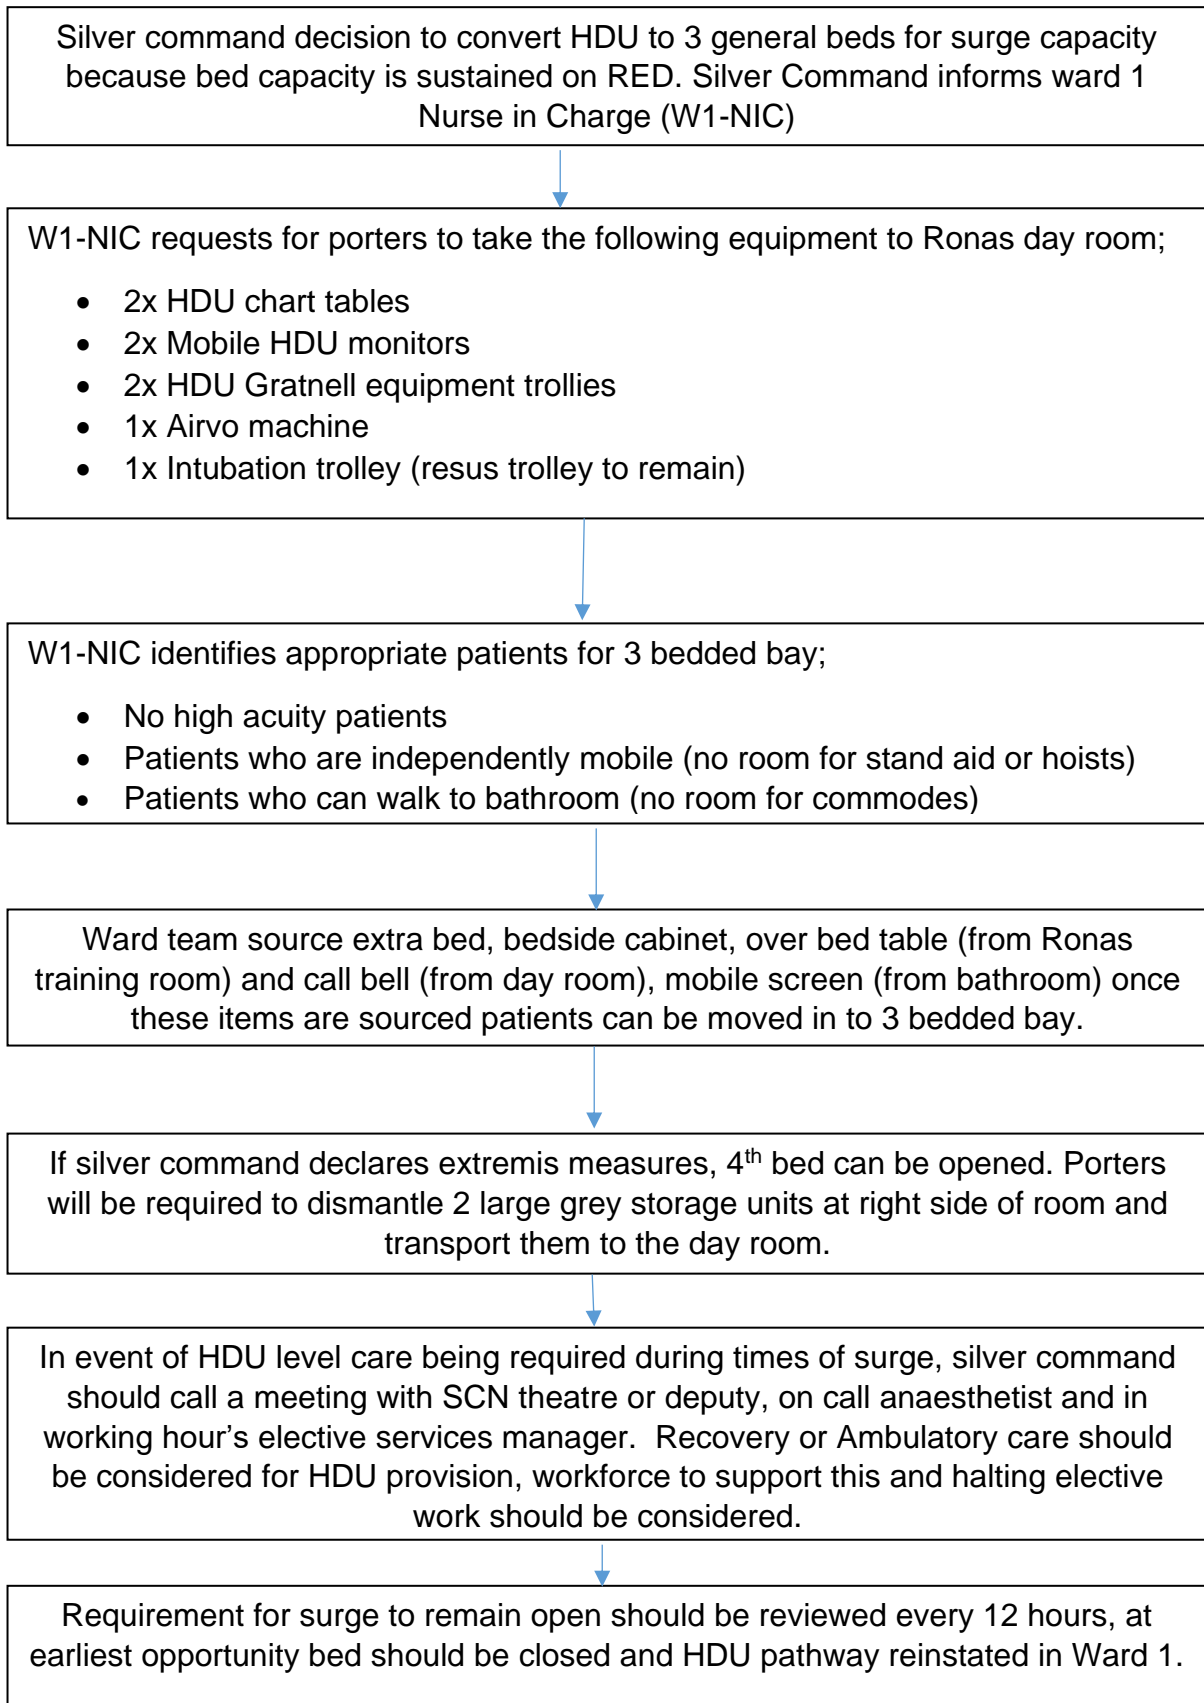 Silver command decision to convert HDU to 3 general beds for surge capacity
because bed capacity is sustained on RED. Silver Command informs ward 1
Nurse in Charge (W1-NIC)
W1-NIC requests for porters to take the following equipment to Ronas day room;
• 2x HDU chart tables
• 2x Mobile HDU monitors
• 2x HDU Gratnell equipment trollies
• 1x Airvo machine
• 1x Intubation trolley (resus trolley to remain)
W1-NIC identifies appropriate patients for 3 bedded bay;
• No high acuity patients
• Patients who are independently mobile (no room for stand aid or hoists)
• Patients who can walk to bathroom (no room for commodes)
Ward team source extra bed, bedside cabinet, over bed table (from Ronas
training room) and call bell (from day room), mobile screen (from bathroom) once
these items are sourced patients can be moved in to 3 bedded bay.
If silver command declares extremis measures, 4th bed can be opened. Porters
will be required to dismantle 2 large grey storage units at right side of room and
transport them to the day room.
In event of HDU level care being required during times of surge, silver command
should call a meeting with SCN theatre or deputy, on call anaesthetist and in
working hour’s elective services manager.  Recovery or Ambulatory care should
be considered for HDU provision, workforce to support this and halting elective
work should be considered.
Requirement for surge to remain open should be reviewed every 12 hours, at
earliest opportunity bed should be closed and HDU pathway reinstated in Ward 1.